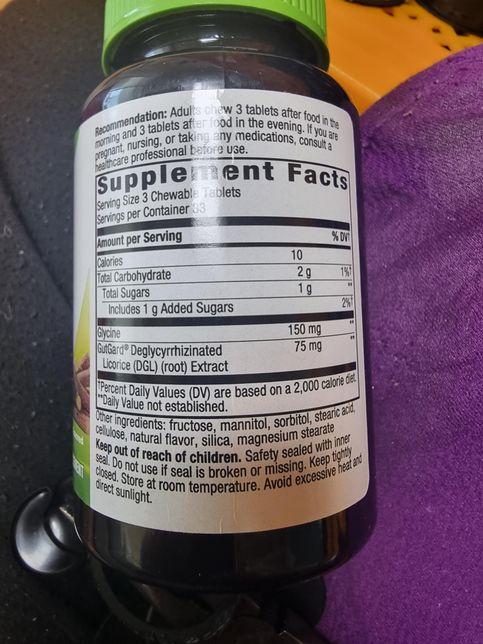 Recommendation: Adults chew 3 tablets after food in the
morning and 3 tablets after food in the evening. If you are
pregnant, nursing, or taking any medications, consult a
healthcare professional before use.
Supplement Facts
Serving Size 3 Chewable Tablets
Servings per Container 33
Amount per Serving % DV†
Calories 10
Total Carbohydrate 2 g 1%†
Total Sugars 1 g **
Includes 1 g Added Sugars 2%†
Glycine 150 mg **
GutGard® Deglycyrrhizinated 75 mg **
Licorice (DGL) (root) Extract
†Percent Daily Values (DV) are based on a 2,000 calorie diet.
**Daily Value not established.
Other ingredients: fructose, mannitol, sorbitol, stearic acid,
cellulose, natural flavor, silica, magnesium stearate
Keep out of reach of children. Safety sealed with inner
seal. Do not use if seal is broken or missing. Keep tightly
closed. Store at room temperature. Avoid excessive heat and
direct sunlight.